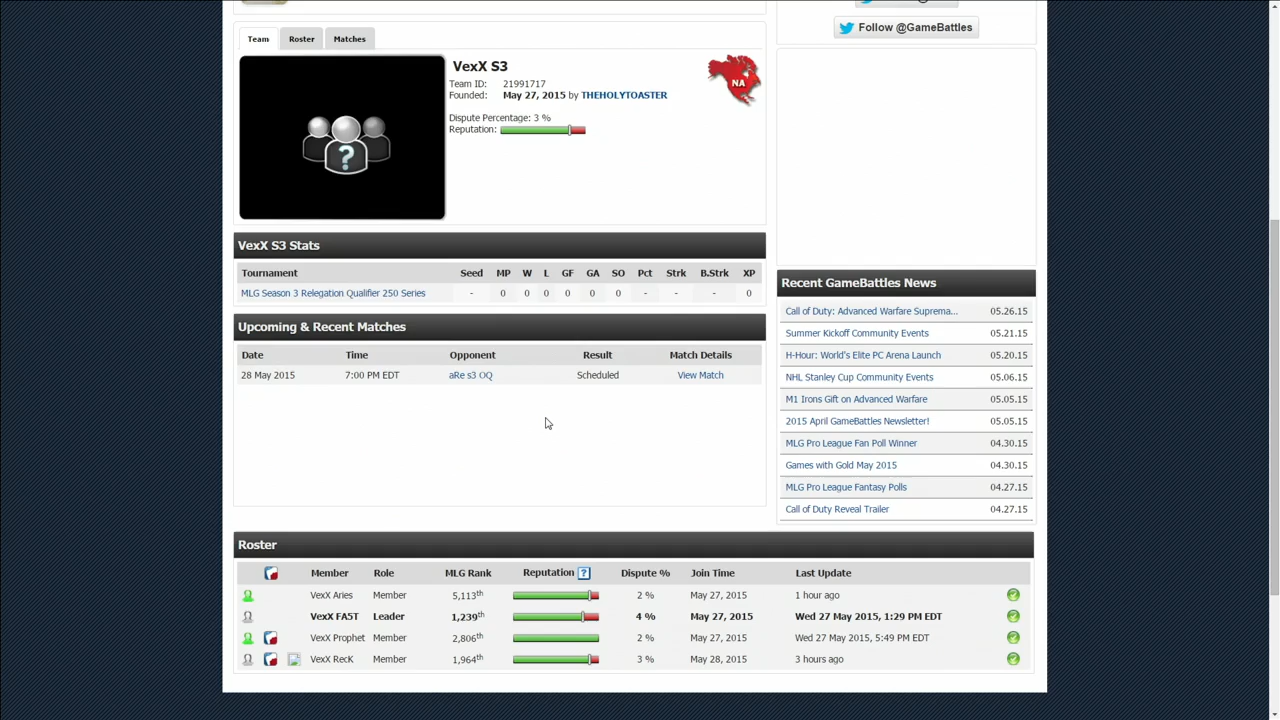 Follow @GameBattles
Team Roster Matches
VexX S3
Team ID: 21991717
Founded: May 27, 2015 by THEHOLYTOASTER
NA
Dispute Percentage: 3 %
Reputation:
?
VexX S3 Stats
Tournament Seed MP W L GF GA SO Pct Strk B.Strk XP
MLG Season 3 Relegation Qualifier 250 Series - 0 0 0 0 0 0 - - - 0
Upcoming & Recent Matches
Date Time Opponent Result Match Details
28 May 2015 7:00 PM EDT aRe s3 OQ Scheduled View Match
Recent GameBattles News
Call of Duty: Advanced Warfare Suprema... 05.26.15
Summer Kickoff Community Events 05.21.15
H-Hour: World's Elite PC Arena Launch 05.20.15
NHL Stanley Cup Community Events 05.06.15
M1 Irons Gift on Advanced Warfare 05.05.15
2015 April GameBattles Newsletter! 05.05.15
MLG Pro League Fan Poll Winner 04.30.15
Games with Gold May 2015 04.30.15
MLG Pro League Fantasy Polls 04.27.15
Call of Duty Reveal Trailer 04.27.15
Roster
Member Role MLG Rank Reputation ? Dispute % Join Time Last Update
VexX Aries Member 5,113th 2 % May 27, 2015 1 hour ago
VexX FA5T Leader 1,239th 4 % May 27, 2015 Wed 27 May 2015, 1:29 PM EDT
VexX Prophet Member 2,806th 2 % May 27, 2015 Wed 27 May 2015, 5:49 PM EDT
VexX RecK Member 1,964th 3 % May 28, 2015 3 hours ago